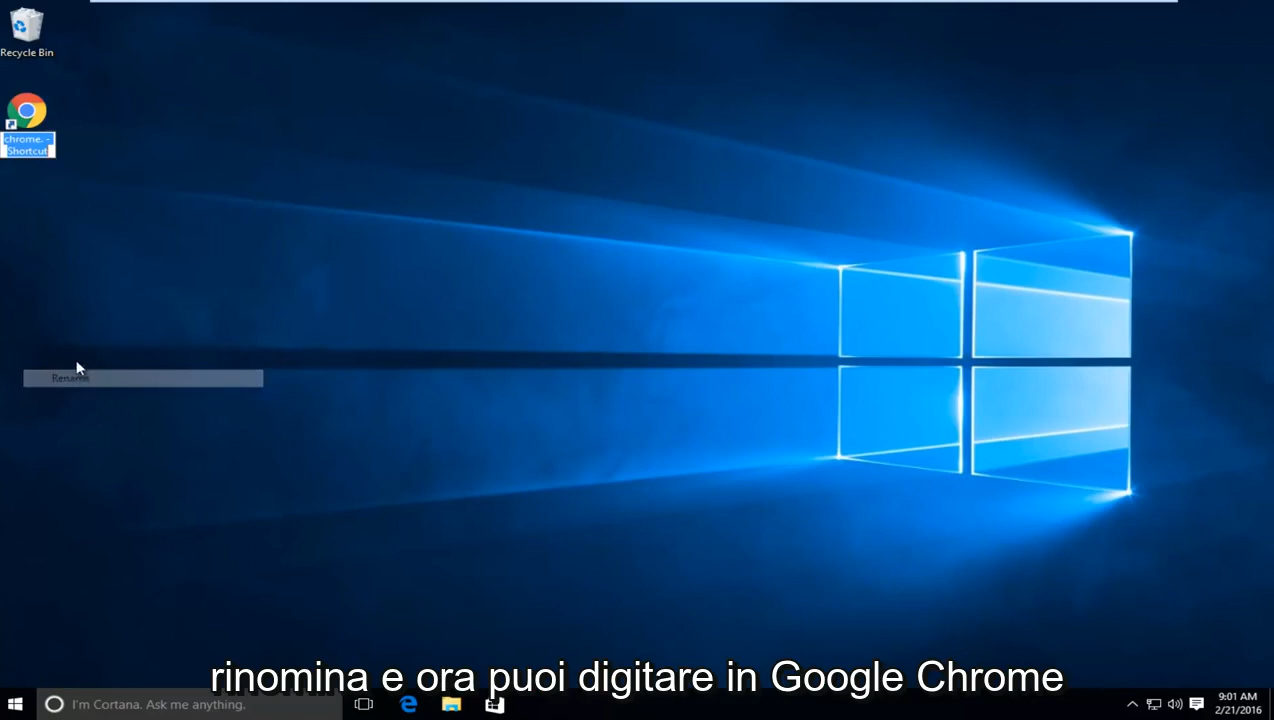 Recycle Bin
chrome. -
Shortcut
Rename
rinomina e ora puoi digitare in Google Chrome
I'm Cortana. Ask me anything.
9:01 AM
2/21/2016